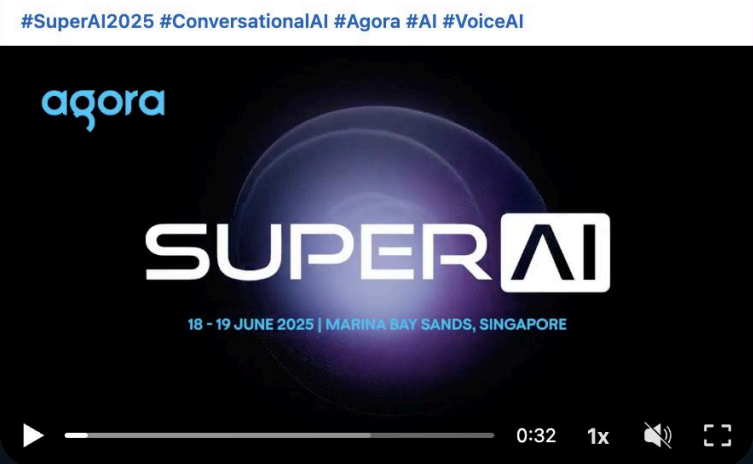 #SuperAI2025 #ConversationalAI #Agora #AI #VoiceAI
agora
SUPER AI
18 - 19 JUNE 2025 | MARINA BAY SANDS, SINGAPORE
0:32 1x